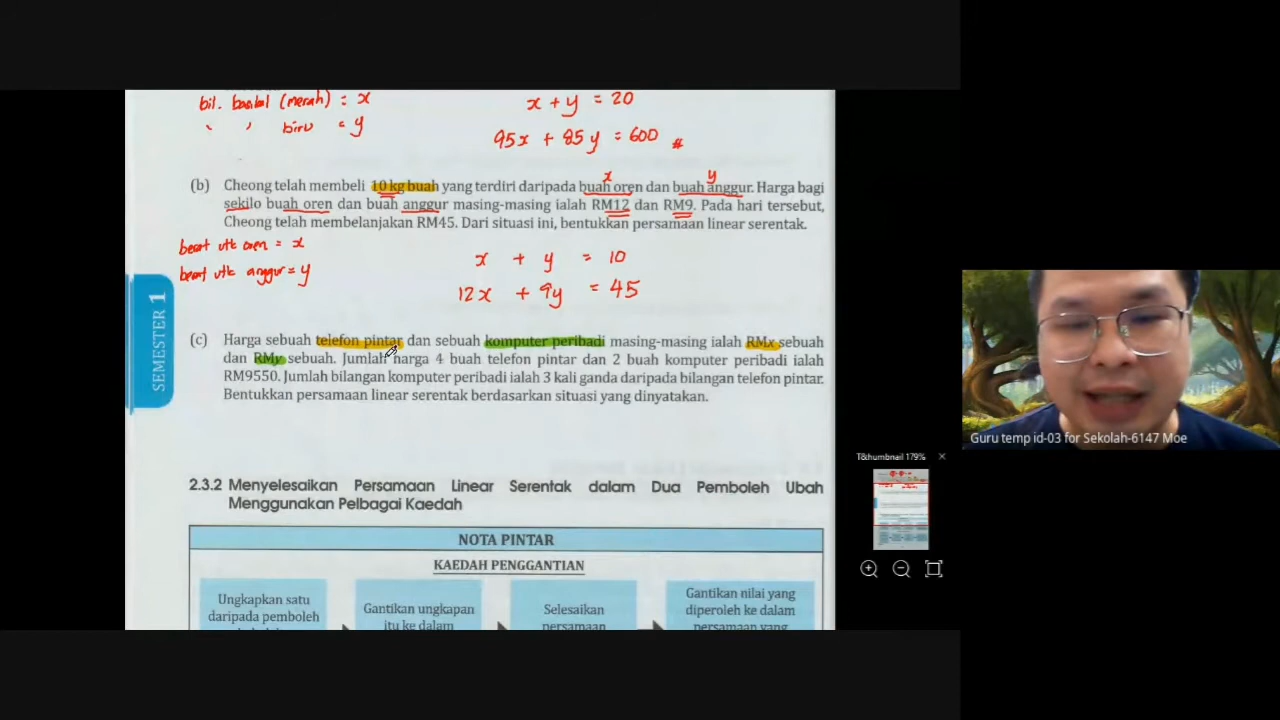 bil. baakul (merah) = x
x + y = 20
" , biru = y
95x + 85y = 600 #
x y
(b) Cheong telah membeli 10 kg buah yang terdiri daripada buah oren dan buah anggur. Harga bagi
sekilo buah oren dan buah anggur masing-masing ialah RM12 dan RM9. Pada hari tersebut,
Cheong telah membelanjakan RM45. Dari situasi ini, bentukkan persamaan linear serentak.
berat utk oren = x
x + y = 10
berat utk anggur = y
12x + 9y = 45
SEMESTER 1
(c) Harga sebuah telefon pintar dan sebuah komputer peribadi masing-masing ialah RMx sebuah
dan RMy sebuah. Jumlah harga 4 buah telefon pintar dan 2 buah komputer peribadi ialah
RM9550. Jumlah bilangan komputer peribadi ialah 3 kali ganda daripada bilangan telefon pintar.
Bentukkan persamaan linear serentak berdasarkan situasi yang dinyatakan.
2.3.2 Menyelesaikan Persamaan Linear Serentak dalam Dua Pemboleh Ubah
Menggunakan Pelbagai Kaedah
NOTA PINTAR
KAEDAH PENGGANTIAN
Ungkapkan satu
daripada pemboleh
Gantikan ungkapan
itu ke dalam
Selesaikan
persamaan
Gantikan nilai yang
diperoleh ke dalam
persamaan yang
Guru temp id-03 for Sekolah-6147 Moe
T&humbnail 179%